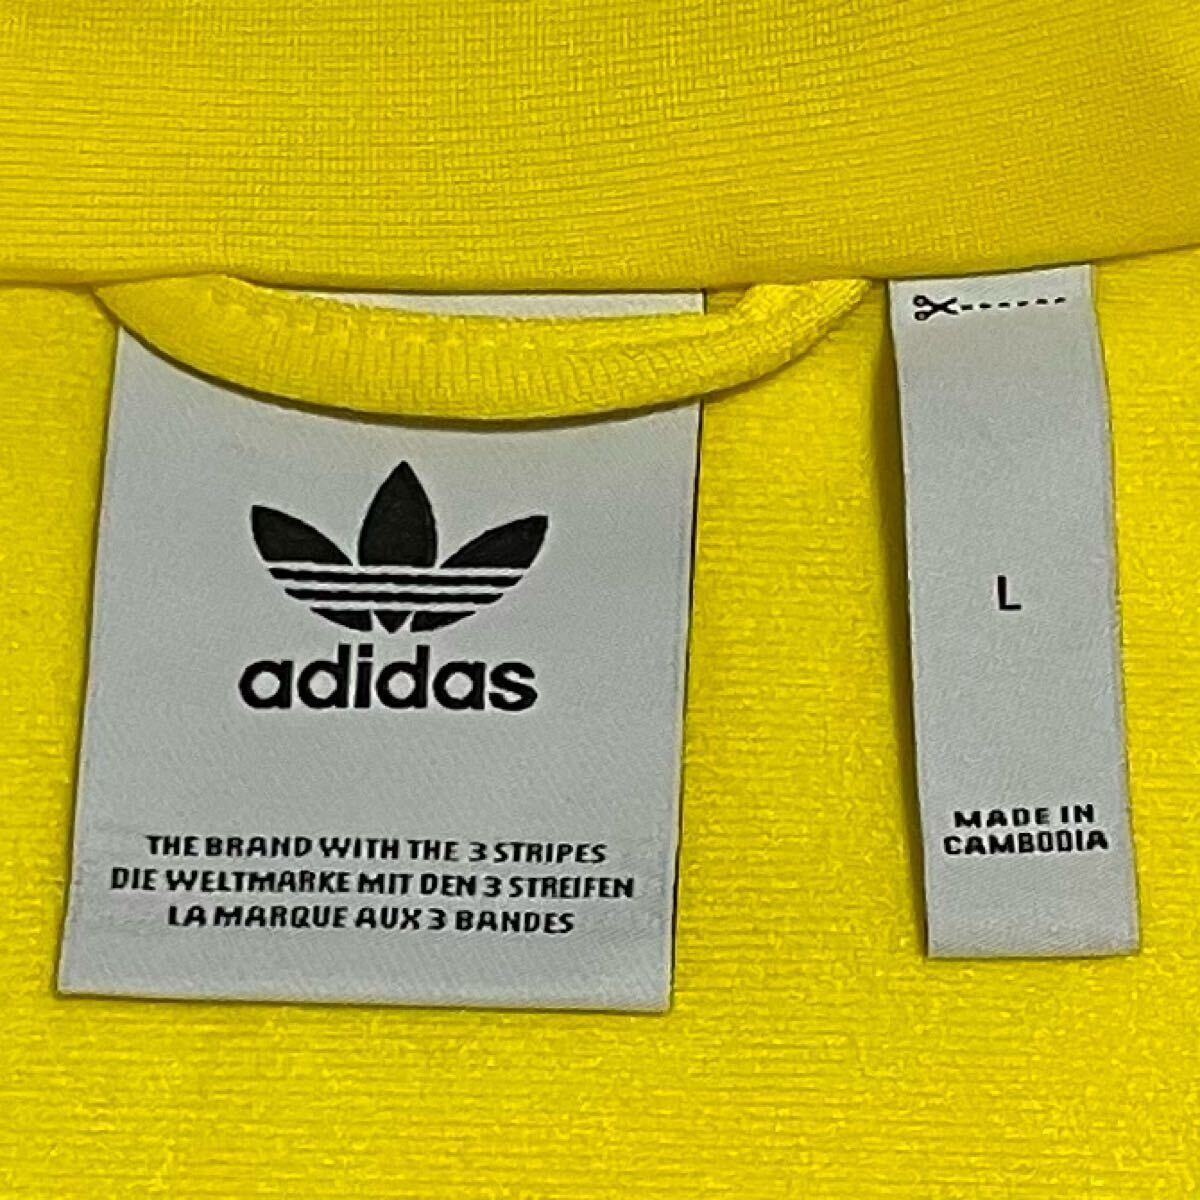 adidas
THE BRAND WITH THE 3 STRIPES
DIE WELTMARKE MIT DEN 3 STREIFEN
LA MARQUE AUX 3 BANDES
L
MADE IN
CAMBODIA